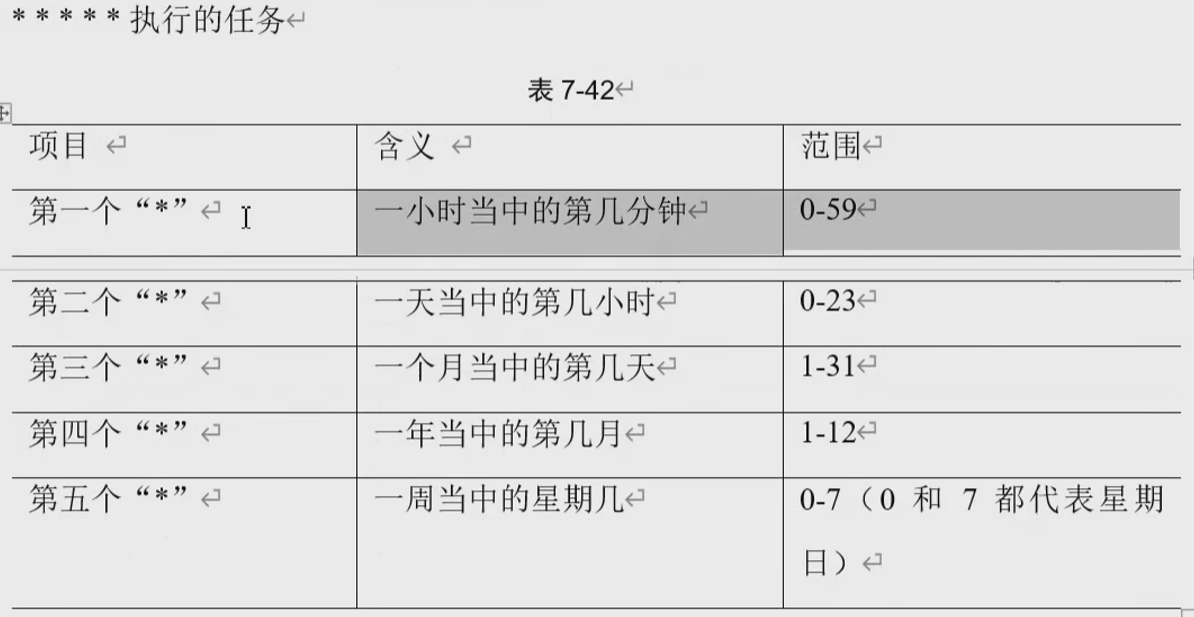 * * * * * 执行的任务
表 7-42
项目 含义 范围
第一个“*” 一小时当中的第几分钟 0-59
第二个“*” 一天当中的第几小时 0-23
第三个“*” 一个月当中的第几天 1-31
第四个“*” 一年当中的第几月 1-12
第五个“*” 一周当中的星期几 0-7（0 和 7 都代表星期
日）